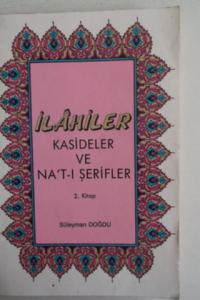 İLÂHİLER
KASİDELER
VE
NA'T-I ŞERİFLER
2. Kitap
Süleyman DOĞDU